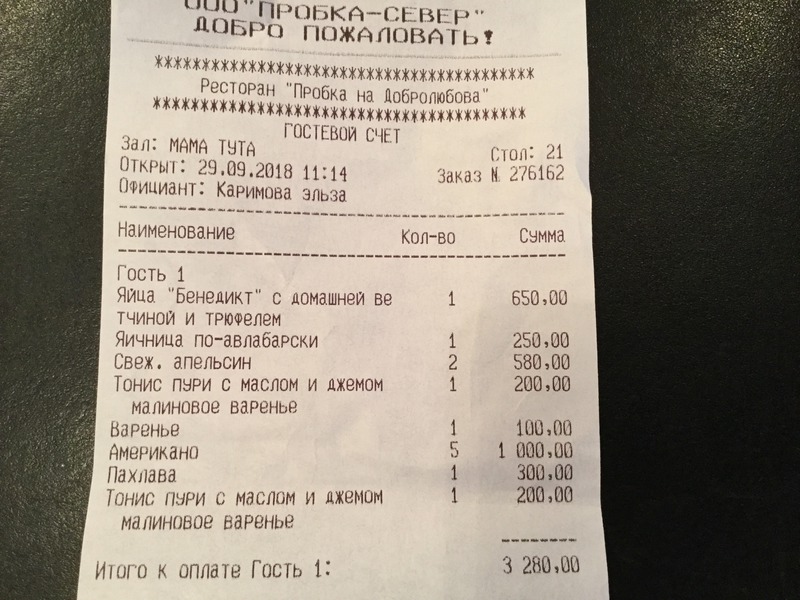 ООО "ПРОБКА-СЕВЕР"
ДОБРО ПОЖАЛОВАТЬ!
****************************************
Ресторан "Пробка на Добролюбова"
****************************************
ГОСТЕВОЙ СЧЕТ
Зал: МАМА ТУТА Стол: 21
Открыт: 29.09.2018 11:14 Заказ № 276162
Официант: Каримова эльза
Наименование Кол-во Сумма
Гость 1
Яйца "Бенедикт" с домашней ве 1 650,00
тчиной и трюфелем
Яичница по-авлабарски 1 250,00
Свеж. апельсин 2 580,00
Тонис пури с маслом и джемом 1 200,00
малиновое варенье
Варенье 1 100,00
Американо 5 1 000,00
Пахлава 1 300,00
Тонис пури с маслом и джемом 1 200,00
малиновое варенье
Итого к оплате Гость 1: 3 280,00